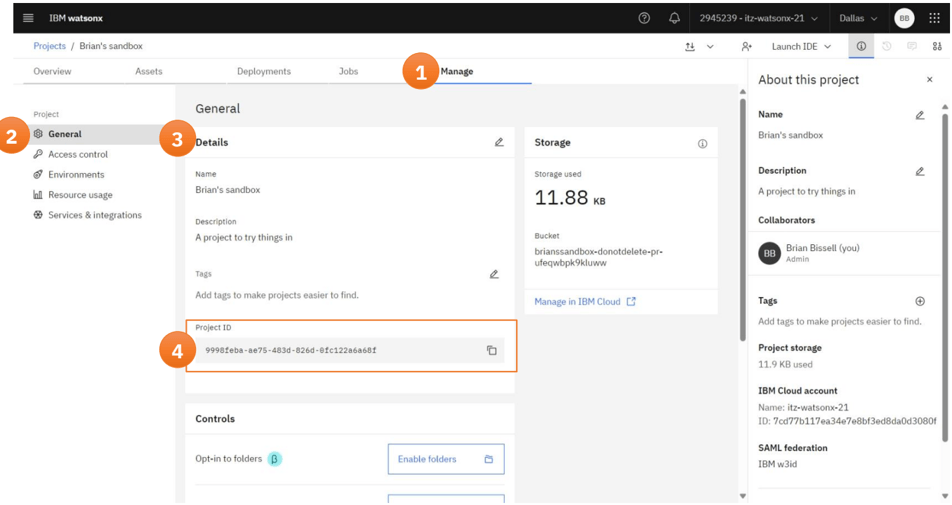 IBM watsonx
2945239 - itz-watsonx-21
Dallas
BB
Projects / Brian's sandbox
Launch IDE
Overview
Assets
Deployments
Jobs
1
Manage
Project
2
General
Access control
Environments
Resource usage
Services & integrations
General
3
Details
Name
Brian's sandbox
Description
A project to try things in
Tags
Add tags to make projects easier to find.
Project ID
4
9998feba-ae75-483d-826d-0fc122a6a68f
Controls
Opt-in to folders β
Enable folders
Storage
Storage used
11.88 KB
Bucket
brianssandbox-donotdelete-pr-
ufeqwbpk9kluww
Manage in IBM Cloud
About this project
Name
Brian's sandbox
Description
A project to try things in
Collaborators
BB
Brian Bissell (you)
Admin
Tags
Add tags to make projects easier to find.
Project storage
11.9 KB used
IBM Cloud account
Name: itz-watsonx-21
ID: 7cd77b117ea34e7e8bf3ed8da0d3080f
SAML federation
IBM w3id